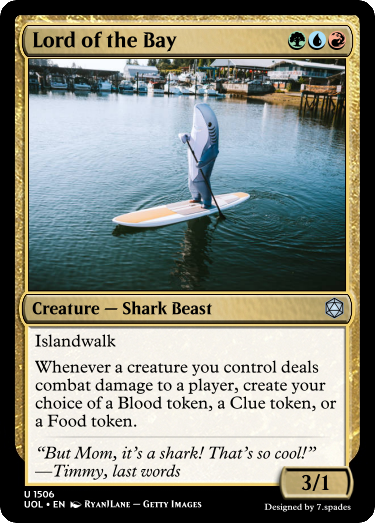 Lord of the Bay
Creature — Shark Beast
Islandwalk
Whenever a creature you control deals
combat damage to a player, create your
choice of a Blood token, a Clue token, or
a Food token.
“But Mom, it’s a shark! That’s so cool!”
—Timmy, last words
3/1
U 1506
UOL • EN RyanJLane — Getty Images
Designed by 7.spades